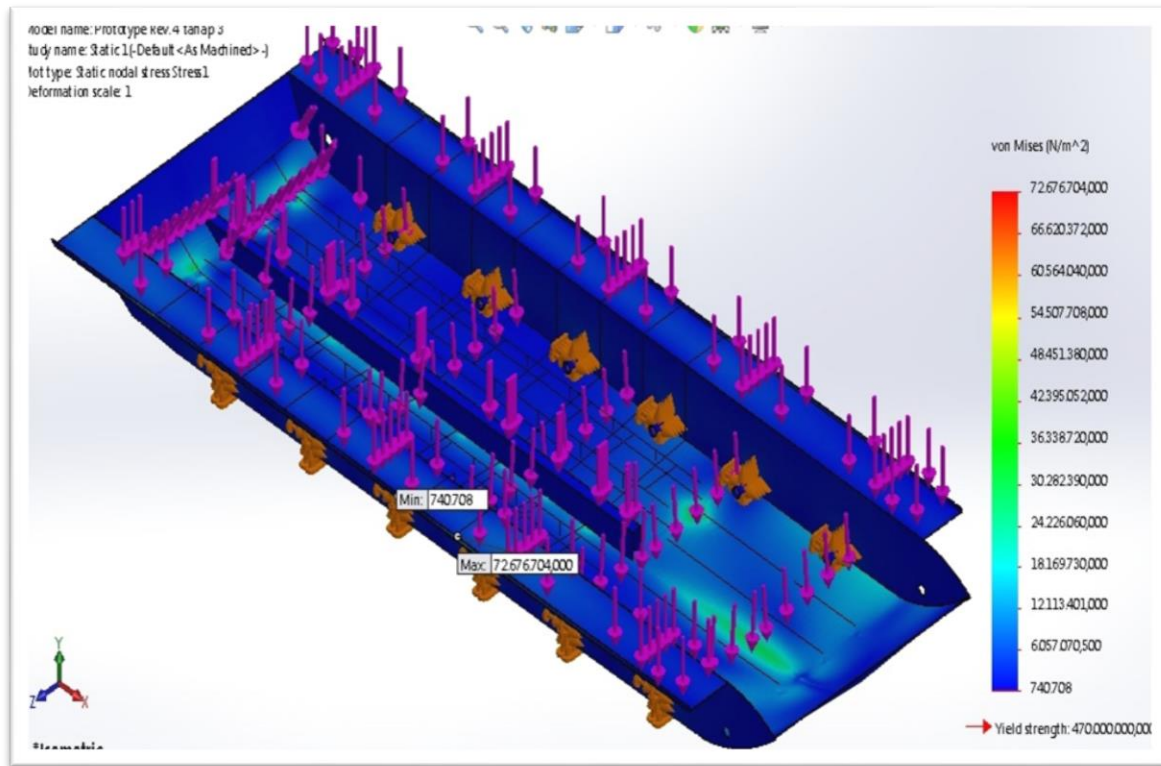 Model name: Prototype Rev.4 tahap 3
Study name: Static 1(-Default<As Machined>-)
Plot type: Static nodal stress Stress1
Deformation scale: 1
von Mises (N/m^2)
72.676.704,000
66.620.372,000
60.564.040,000
54.507.708,000
48.451.380,000
42.395.052,000
36.338.720,000
30.282.390,000
24.226.060,000
18.169.730,000
12.113.401,000
6.057.070,500
740.708
Yield strength: 470.000.000,00
Min: 740.708
Max: 72.676.704,000
Y
Z
X
*Isometric